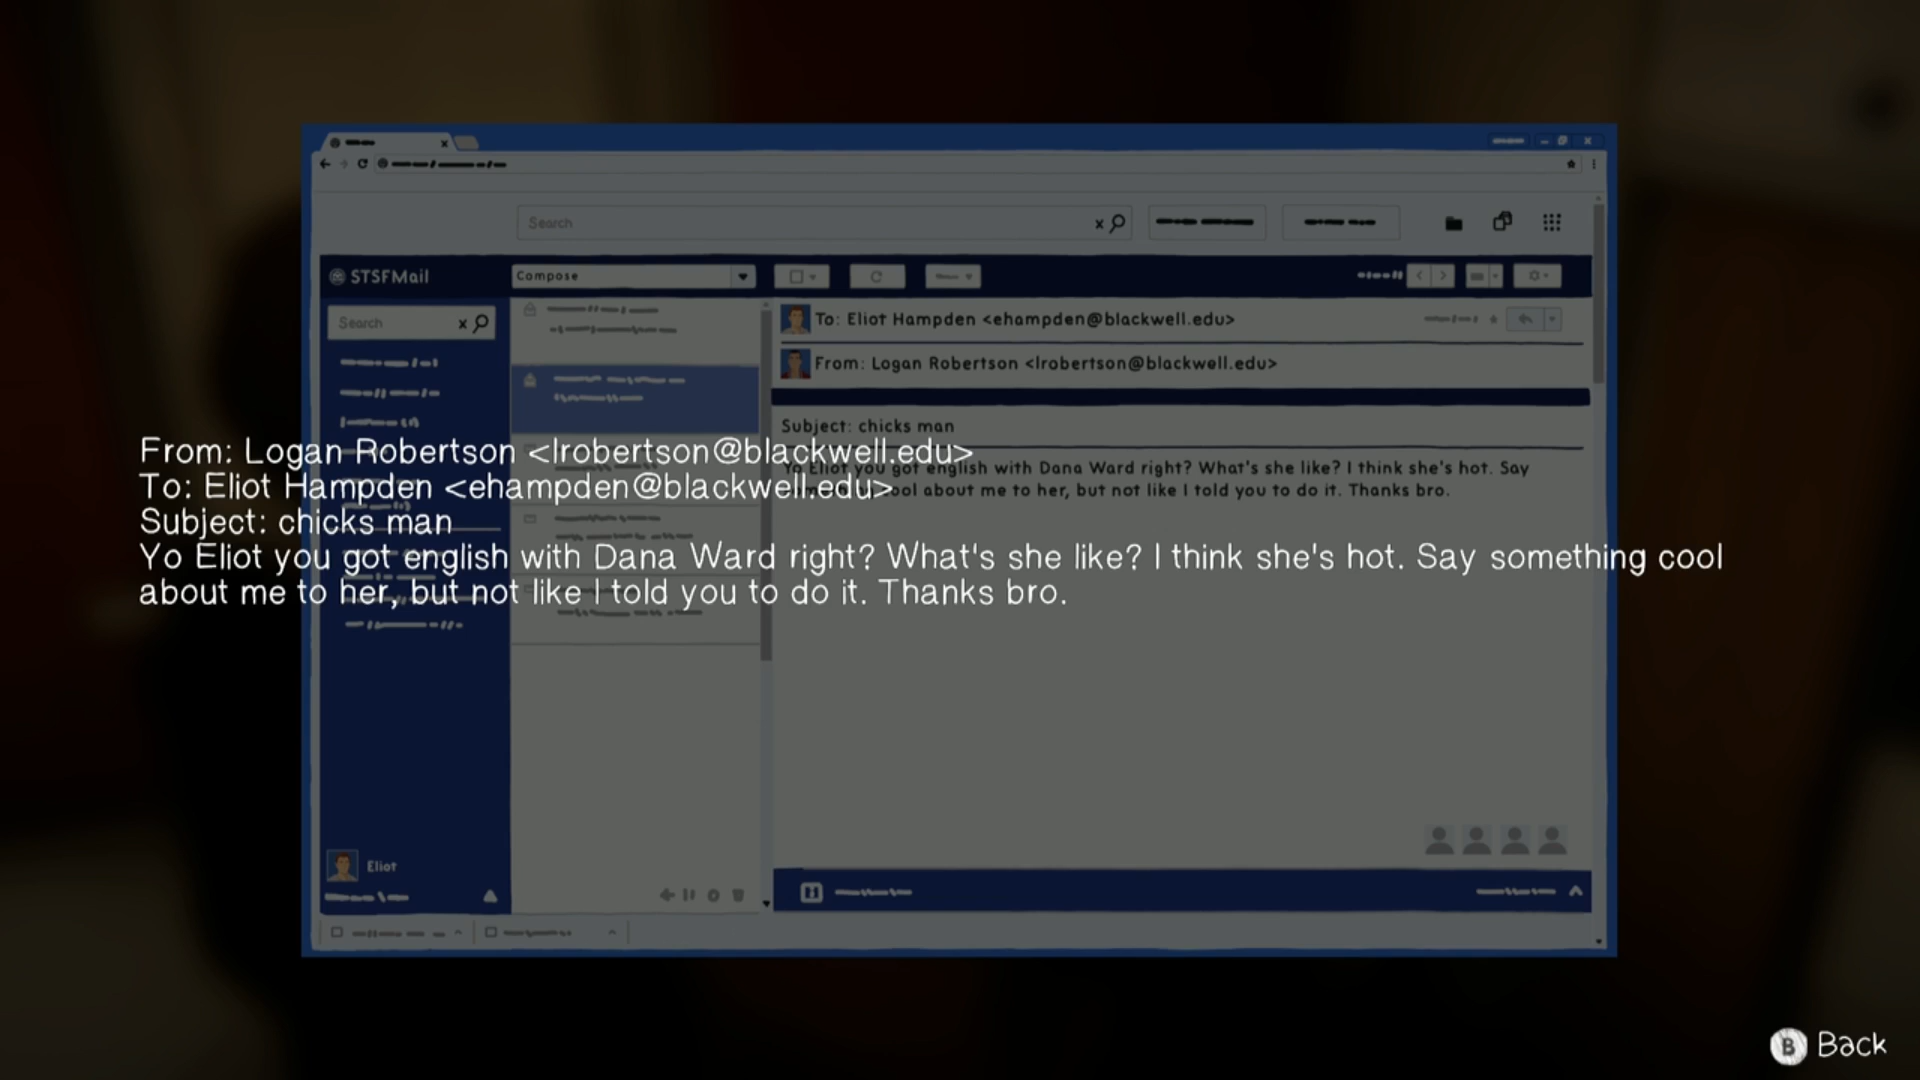 Search
STSFMail
Compose
Search
To: Eliot Hampden <ehampden@blackwell.edu>
From: Logan Robertson <lrobertson@blackwell.edu>
Subject: chicks man
Yo Eliot you got english with Dana Ward right? What's she like? I think she's hot. Say
cool about me to her, but not like I told you to do it. Thanks bro.
From: Logan Robertson <lrobertson@blackwell.edu>
To: Eliot Hampden <ehampden@blackwell.edu>
Subject: chicks man
Yo Eliot you got english with Dana Ward right? What's she like? I think she's hot. Say something cool
about me to her, but not like I told you to do it. Thanks bro.
Eliot
B Back